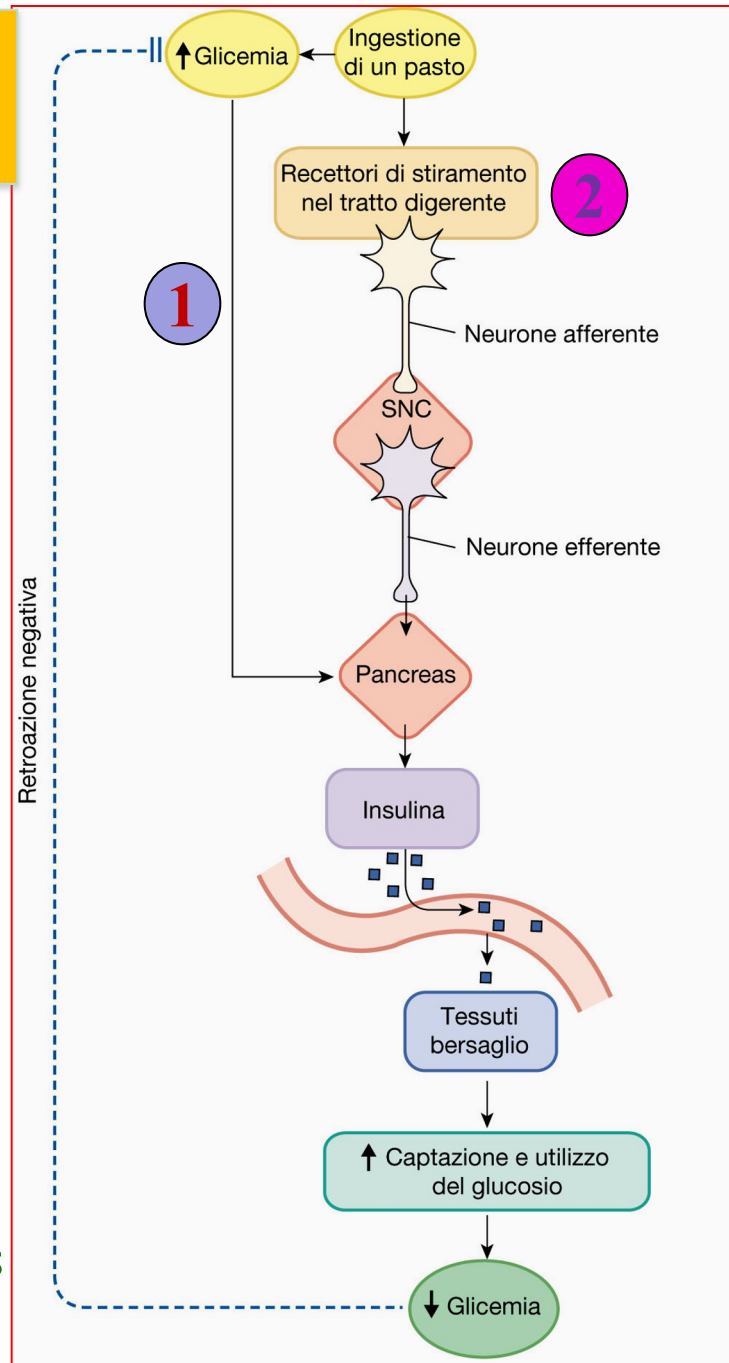 ↑ Glicemia
Ingestione
di un pasto
Recettori di stiramento
nel tratto digerente
2
1
Neurone afferente
SNC
Neurone efferente
Retroazione negativa
Pancreas
Insulina
Tessuti
bersaglio
↑ Captazione e utilizzo
del glucosio
↓ Glicemia